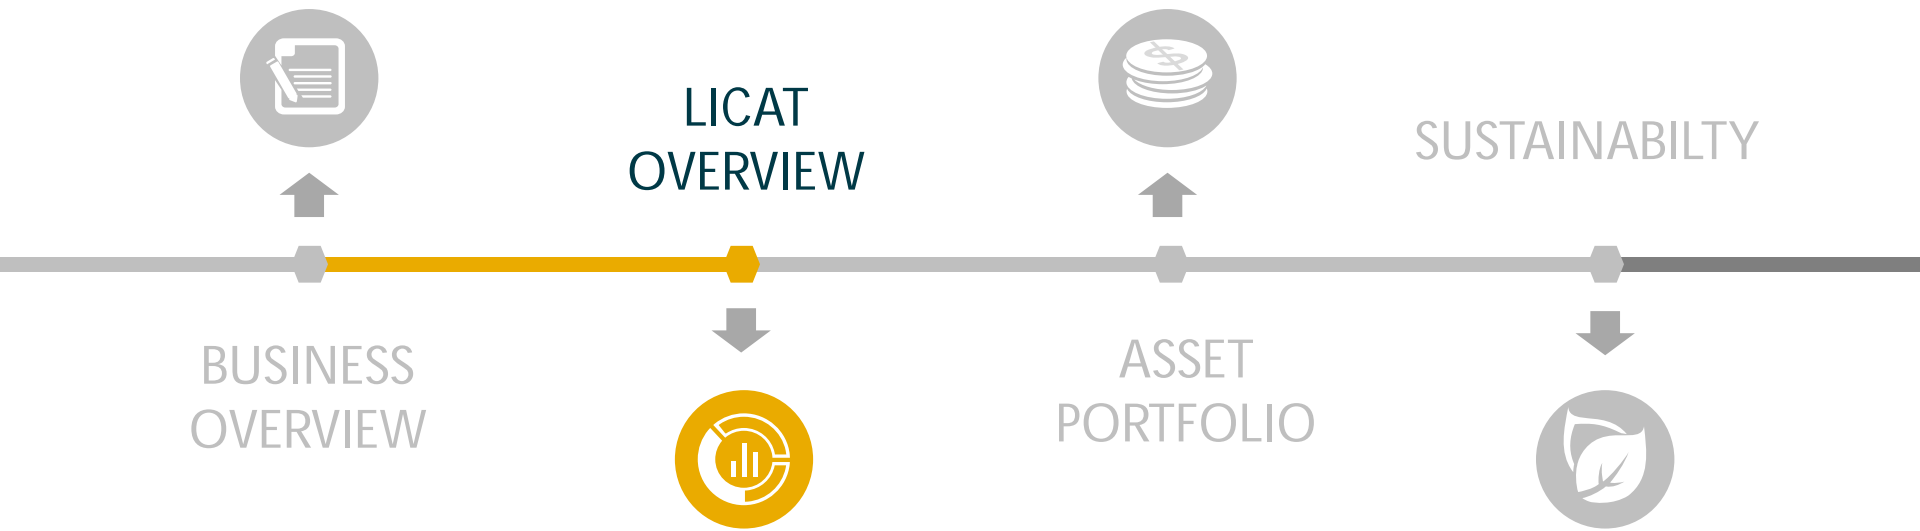 BUSINESS
OVERVIEW
LICAT
OVERVIEW
ASSET
PORTFOLIO
SUSTAINABILTY